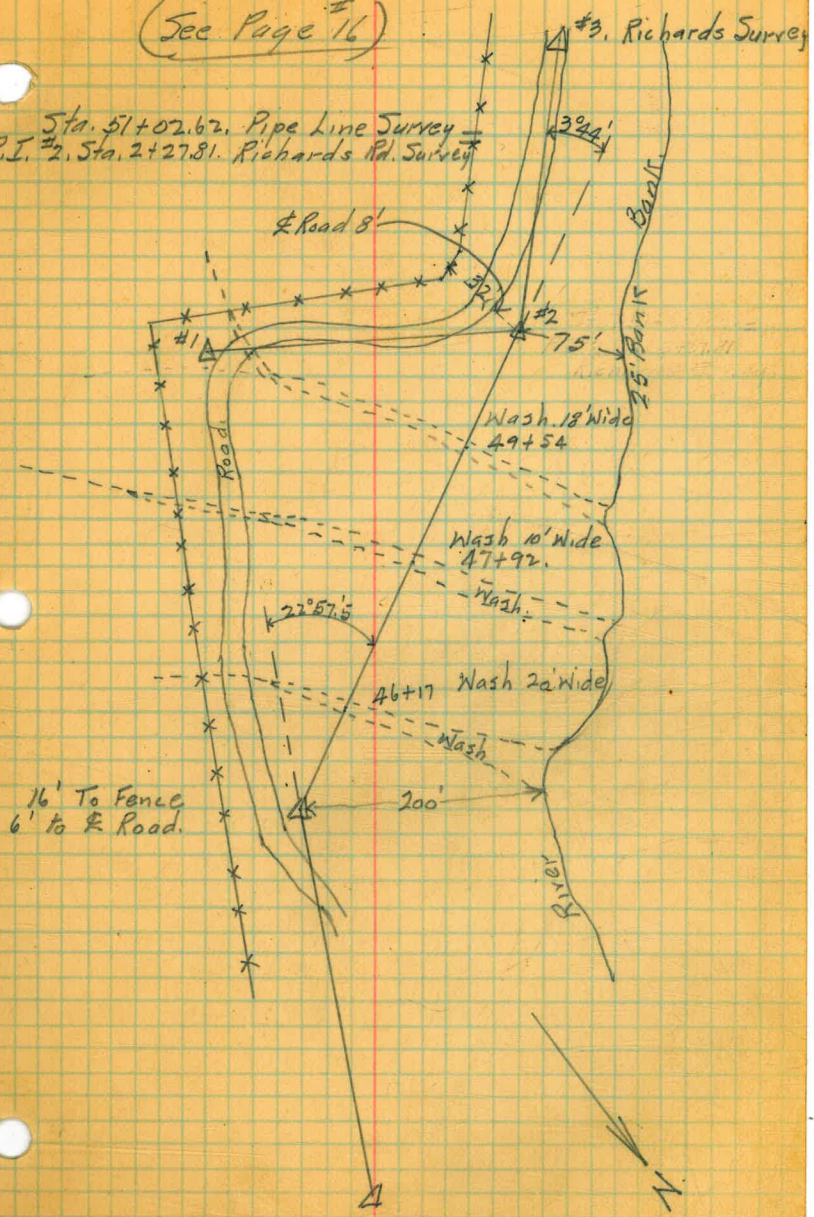 (See Page #16)
#3. Richards Survey
Sta. 51+02.62. Pipe Line Survey =
P.I. #2. Sta. 2+27.81. Richards Rd. Survey
3°44'
Bank.
℄ Road 8'
32'
#2
#1
75'
25' Bank
Wash. 18' Wide
49+54
Road.
Wash 10' Wide
47+92.
Wash.
22°57.'5
46+17 Wash 20' Wide
Wash
16' To Fence
6' to ℄ Road.
200'
River
N